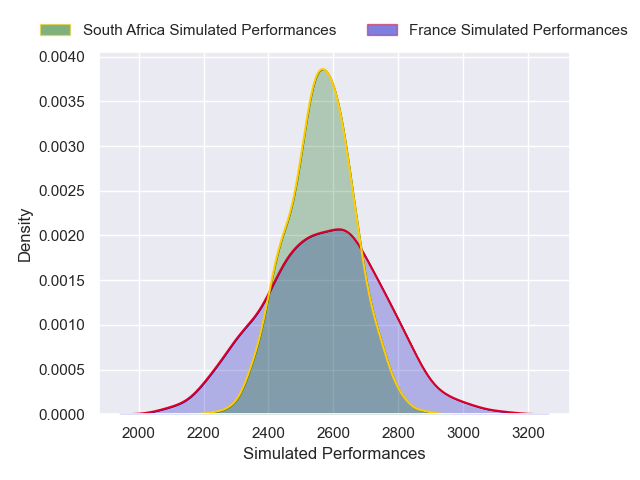 South Africa Simulated Performances France Simulated Performances
0.0040
0.0035
0.0030
0.0025
0.0020
0.0015
0.0010
0.0005
0.0000
Density
2000 2200 2400 2600 2800 3000 3200
Simulated Performances